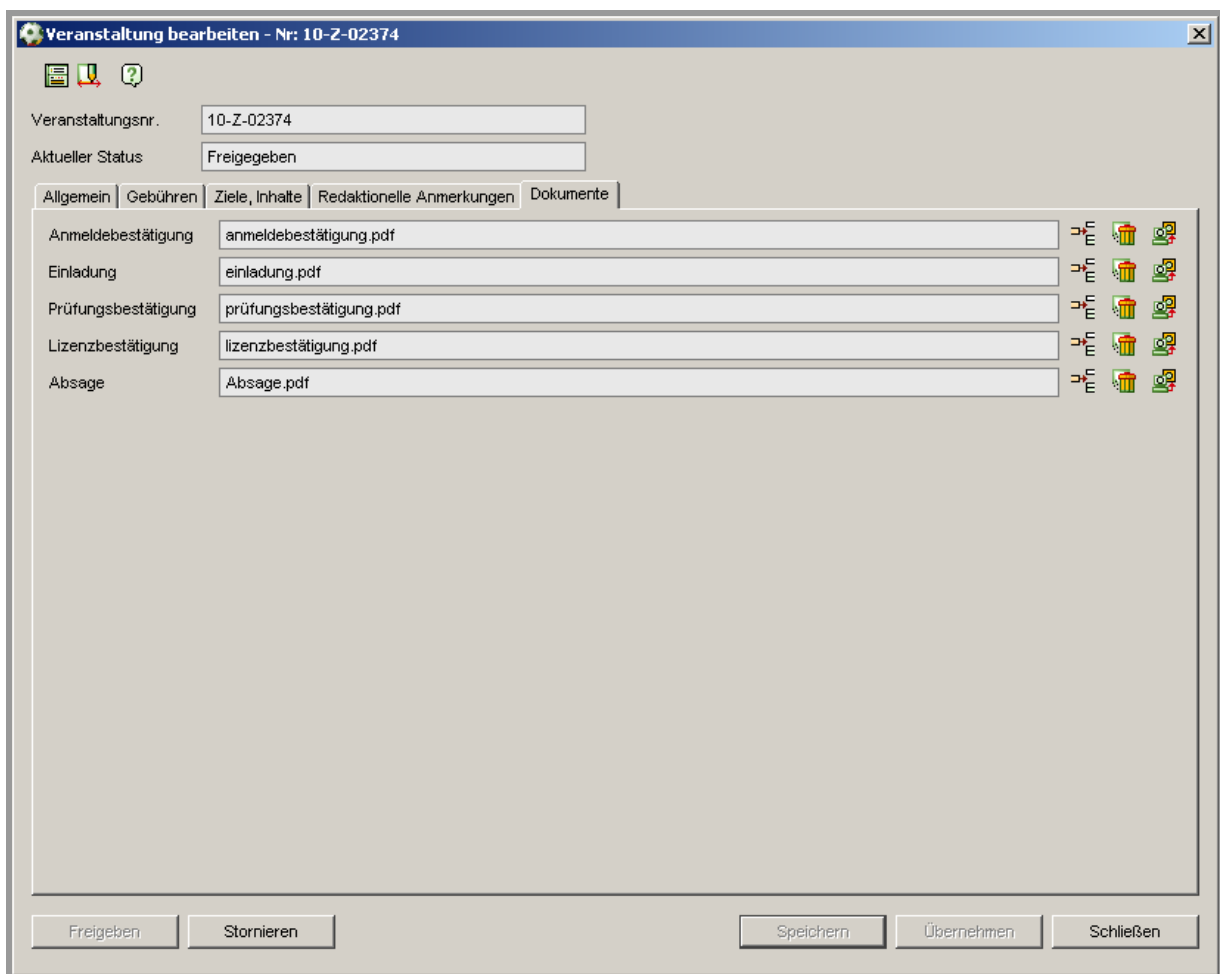 Veranstaltung bearbeiten - Nr: 10-Z-02374
Veranstaltungsnr. 10-Z-02374
Aktueller Status Freigegeben
Allgemein Gebühren Ziele, Inhalte Redaktionelle Anmerkungen Dokumente
Anmeldebestätigung anmeldebestätigung.pdf
Einladung einladung.pdf
Prüfungsbestätigung prüfungsbestätigung.pdf
Lizenzbestätigung lizenzbestätigung.pdf
Absage Absage.pdf
Freigeben Stornieren Speichern Übernehmen Schließen